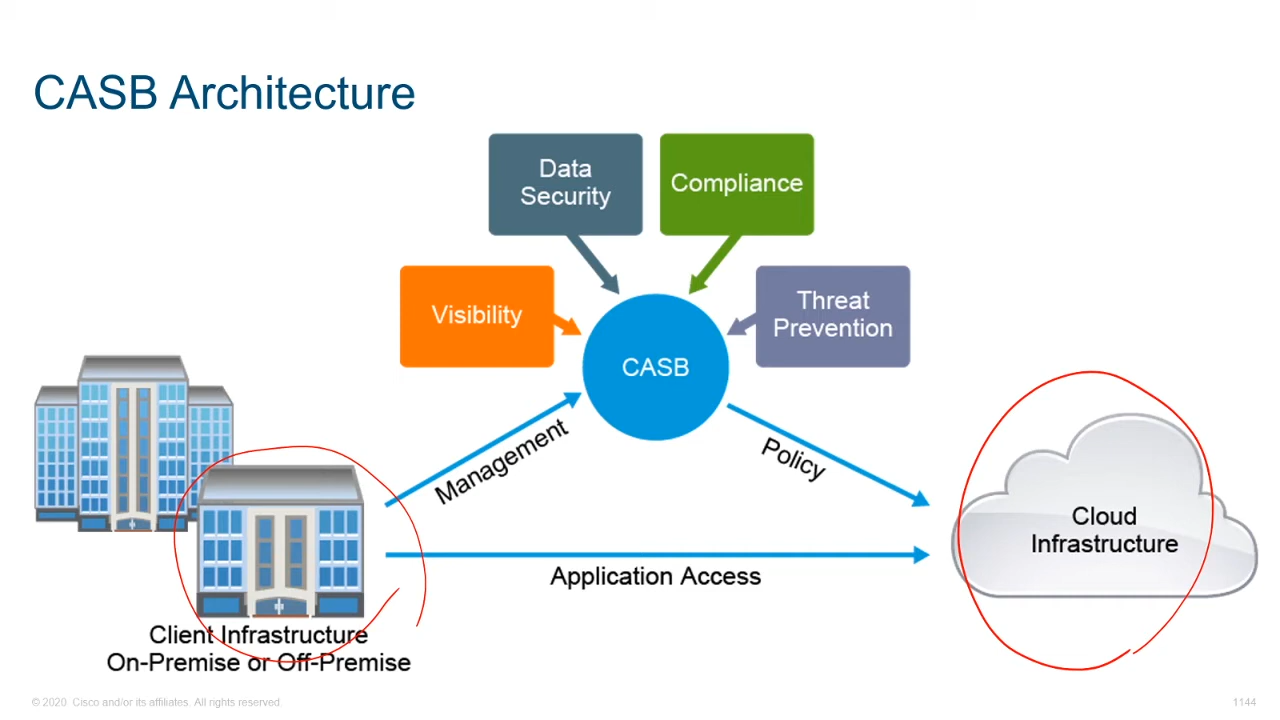 CASB Architecture
Data
Security
Compliance
Visibility
Threat
Prevention
CASB
Management
Policy
Cloud
Infrastructure
Application Access
Client Infrastructure
On-Premise or Off-Premise
© 2020 Cisco and/or its affiliates. All rights reserved.
1144